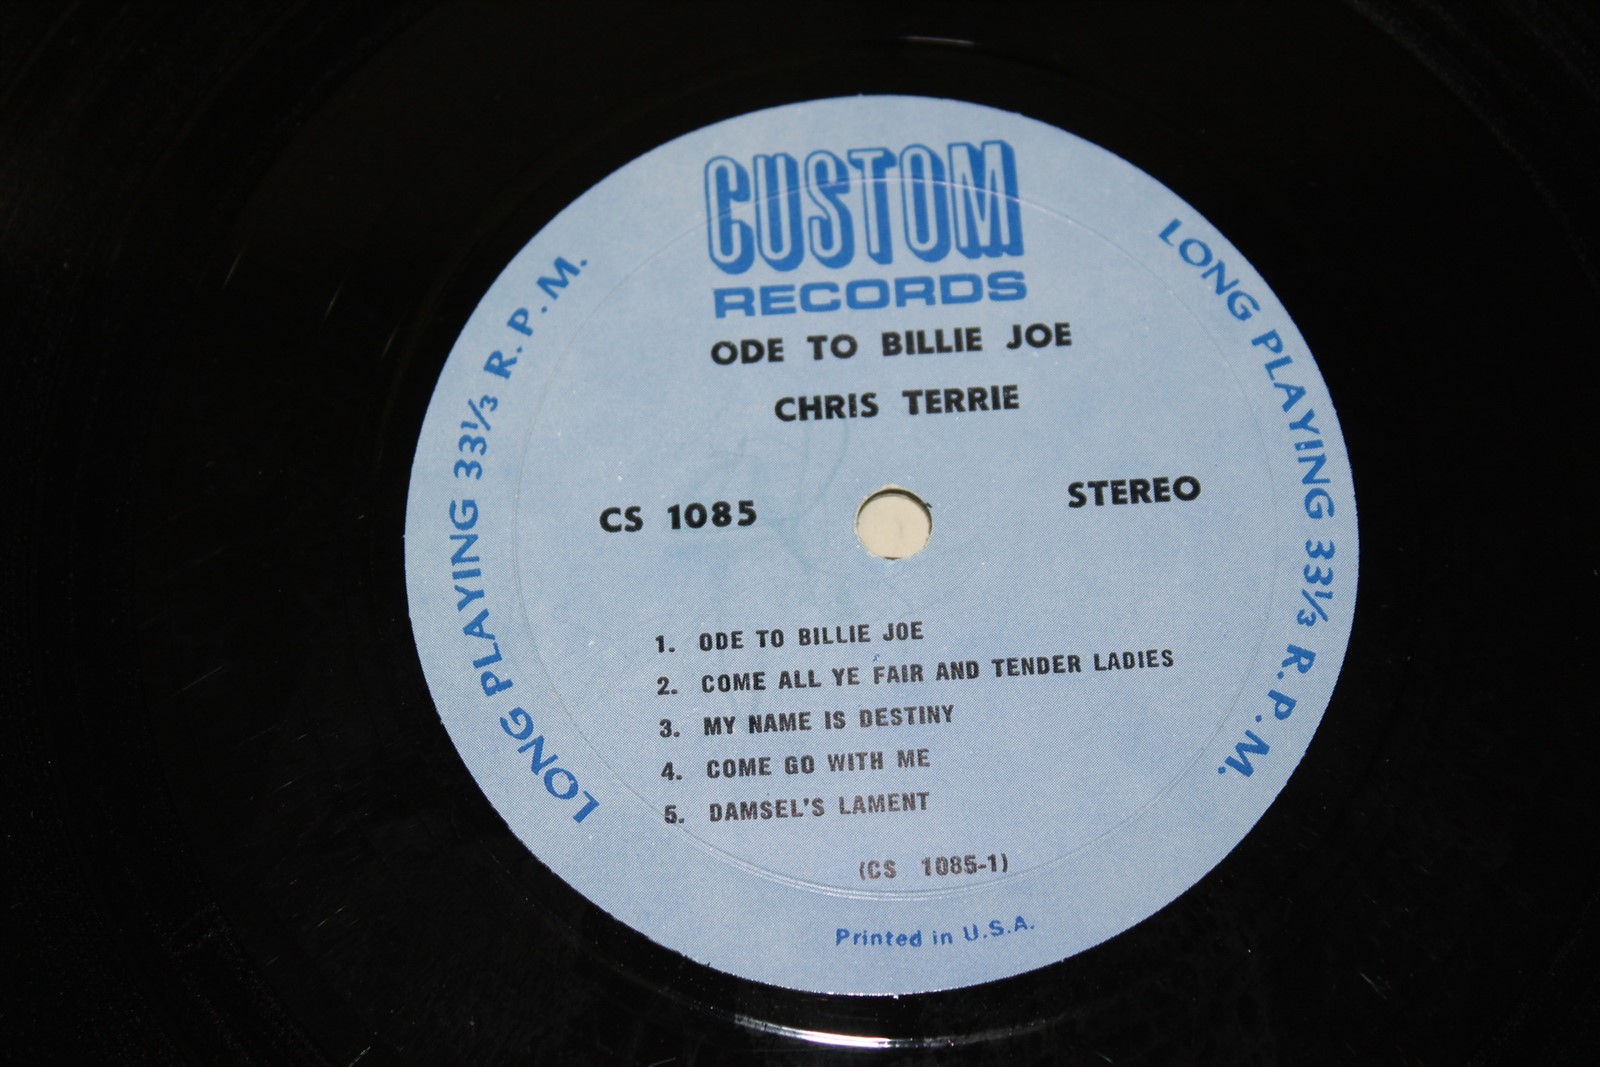 CUSTOM
RECORDS
ODE TO BILLIE JOE
CHRIS TERRIE
CS 1085
STEREO
1. ODE TO BILLIE JOE
2. COME ALL YE FAIR AND TENDER LADIES
3. MY NAME IS DESTINY
4. COME GO WITH ME
5. DAMSEL'S LAMENT
(CS 1085-1)
Printed in U.S.A.
LONG PLAYING 33⅓ R.P.M.
LONG PLAYING 33⅓ R.P.M.